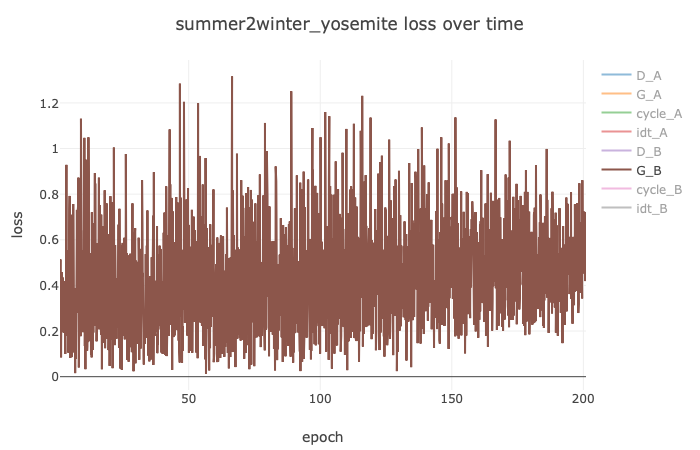 summer2winter_yosemite loss over time
D_A
G_A
cycle_A
idt_A
D_B
G_B
cycle_B
idt_B
1.2
1
0.8
0.6
0.4
0.2
0
loss
50
100
150
200
epoch